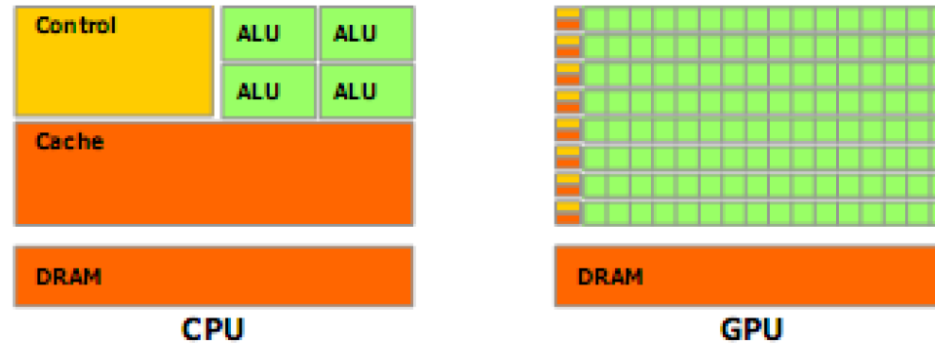 Control
ALU ALU
ALU ALU
Cache
DRAM
CPU
DRAM
GPU